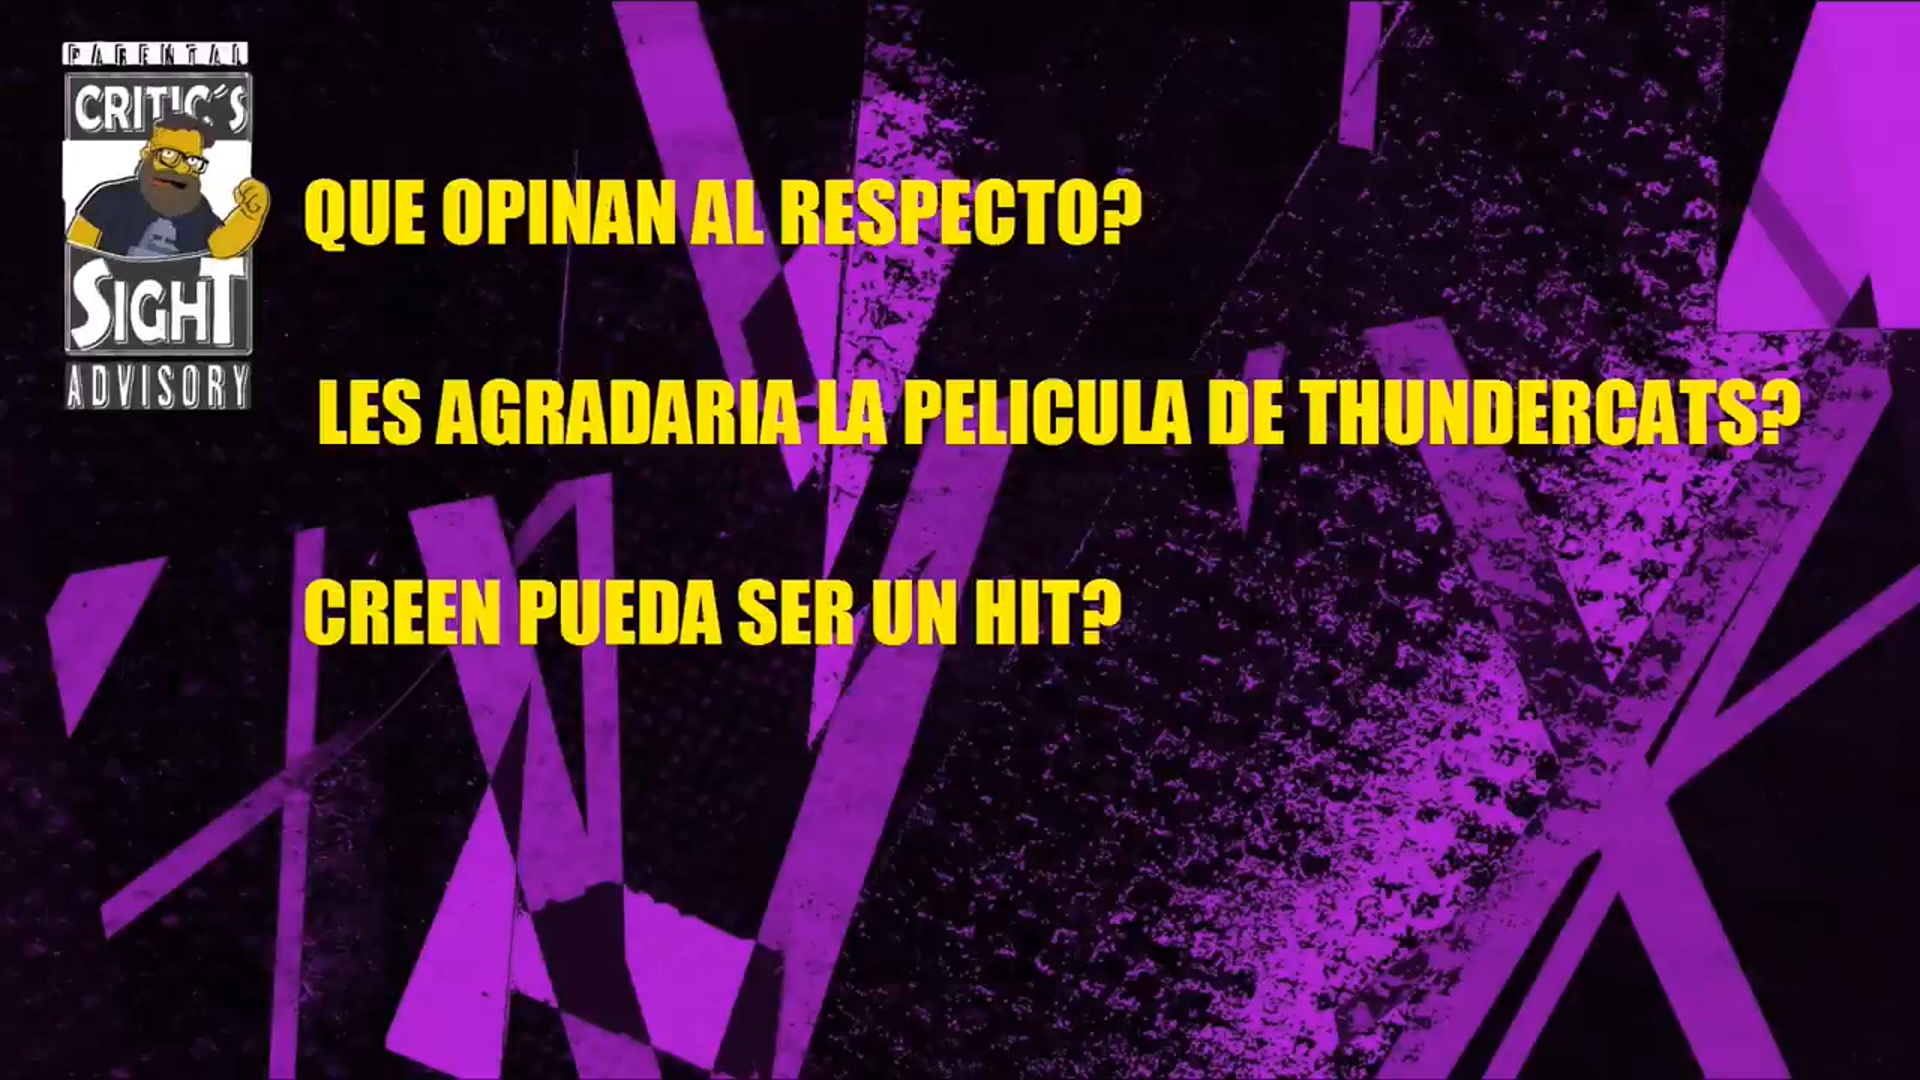 PARENTAL
CRITIC´S
SIGHT
ADVISORY
QUE OPINAN AL RESPECTO?
LES AGRADARIA LA PELICULA DE THUNDERCATS?
CREEN PUEDA SER UN HIT?